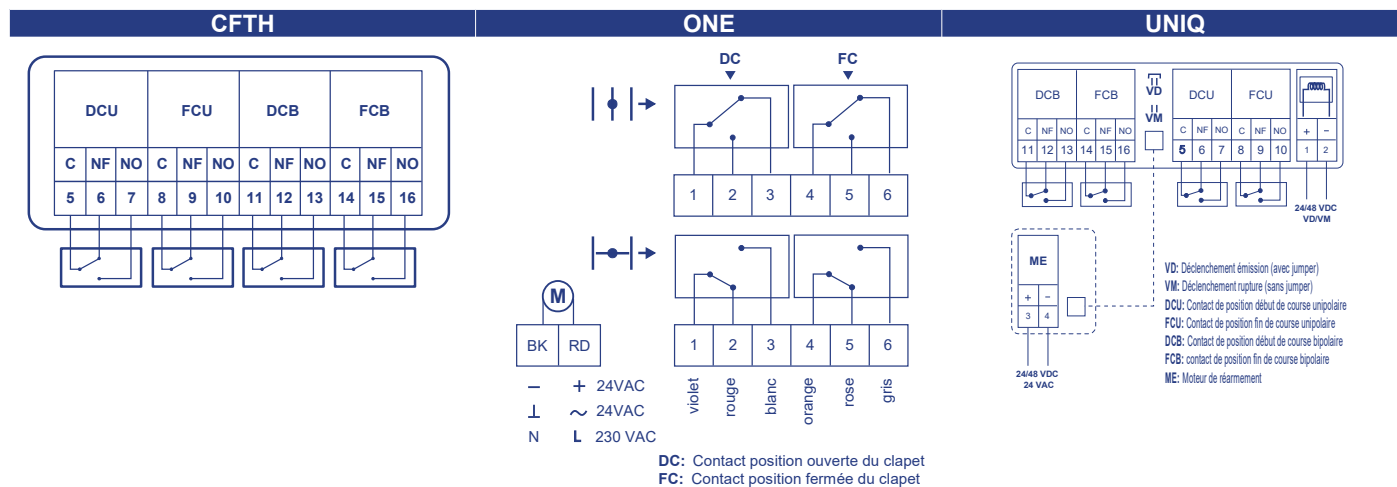 CFTH
DCU FCU DCB FCB
C NF NO C NF NO C NF NO C NF NO
5 6 7 8 9 10 11 12 13 14 15 16
ONE
DC FC
1 2 3 4 5 6
M
BK RD
1 2 3 4 5 6
violet rouge blanc orange rose gris
– + 24VAC
⊥ ~ 24VAC
N L 230 VAC
DC: Contact position ouverte du clapet
FC: Contact position fermée du clapet
UNIQ
DCB FCB VD VM DCU FCU
C NF NO C NF NO C NF NO C NF NO + –
11 12 13 14 15 16 5 6 7 8 9 10 1 2
24/48 VDC
VD/VM
ME
+ –
3 4
24/48 VDC
24 VAC
VD: Déclenchement émission (avec jumper)
VM: Déclenchement rupture (sans jumper)
DCU: Contact de position début de course unipolaire
FCU: Contact de position fin de course unipolaire
DCB: Contact de position début de course bipolaire
FCB: contact de position fin de course bipolaire
ME: Moteur de réarmement